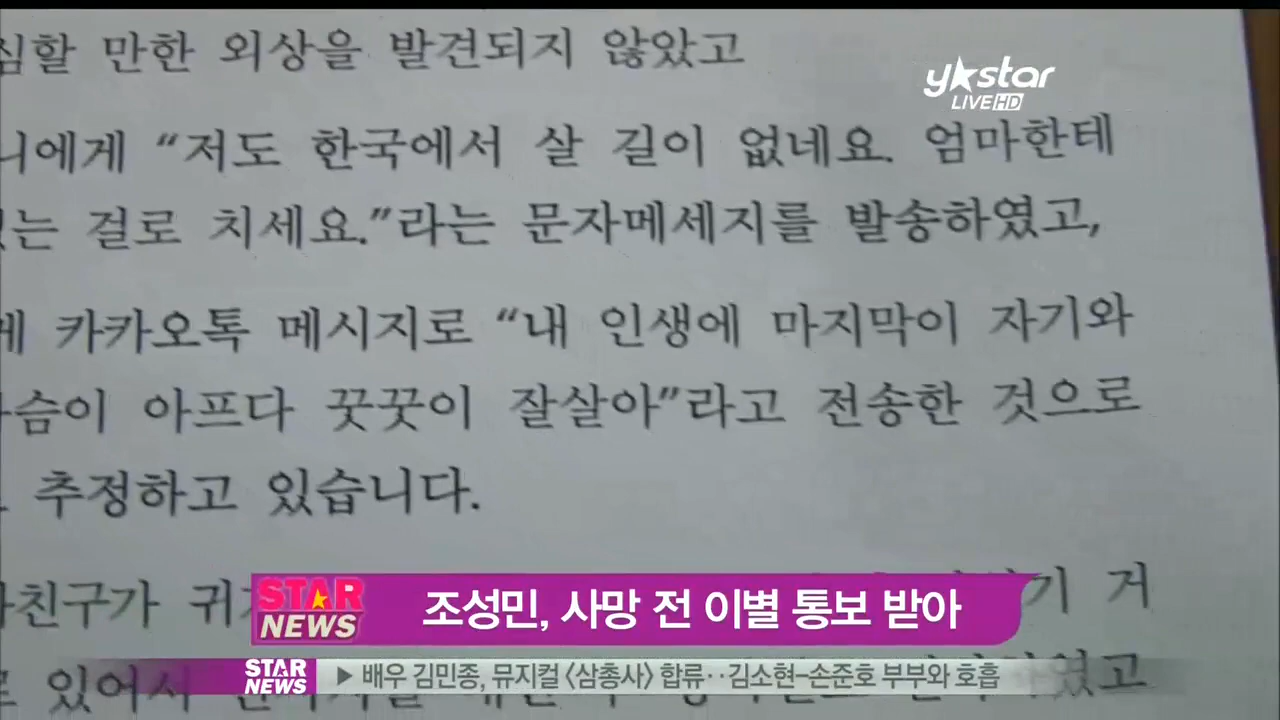 심할 만한 외상을 발견되지 않았고
y★star
LIVE HD
니에게 “저도 한국에서 살 길이 없네요. 엄마한테
는 걸로 치세요.”라는 문자메세지를 발송하였고,
게 카카오톡 메시지로 “내 인생에 마지막이 자기와
가슴이 아프다 꿋꿋이 잘살아”라고 전송한 것으로
추정하고 있습니다.
친구가 거
STAR NEWS
조성민, 사망 전 이별 통보 받아
있어서
STAR NEWS
▶ 배우 김민종, 뮤지컬 〈삼총사〉 합류‥김소현-손준호 부부와 호흡